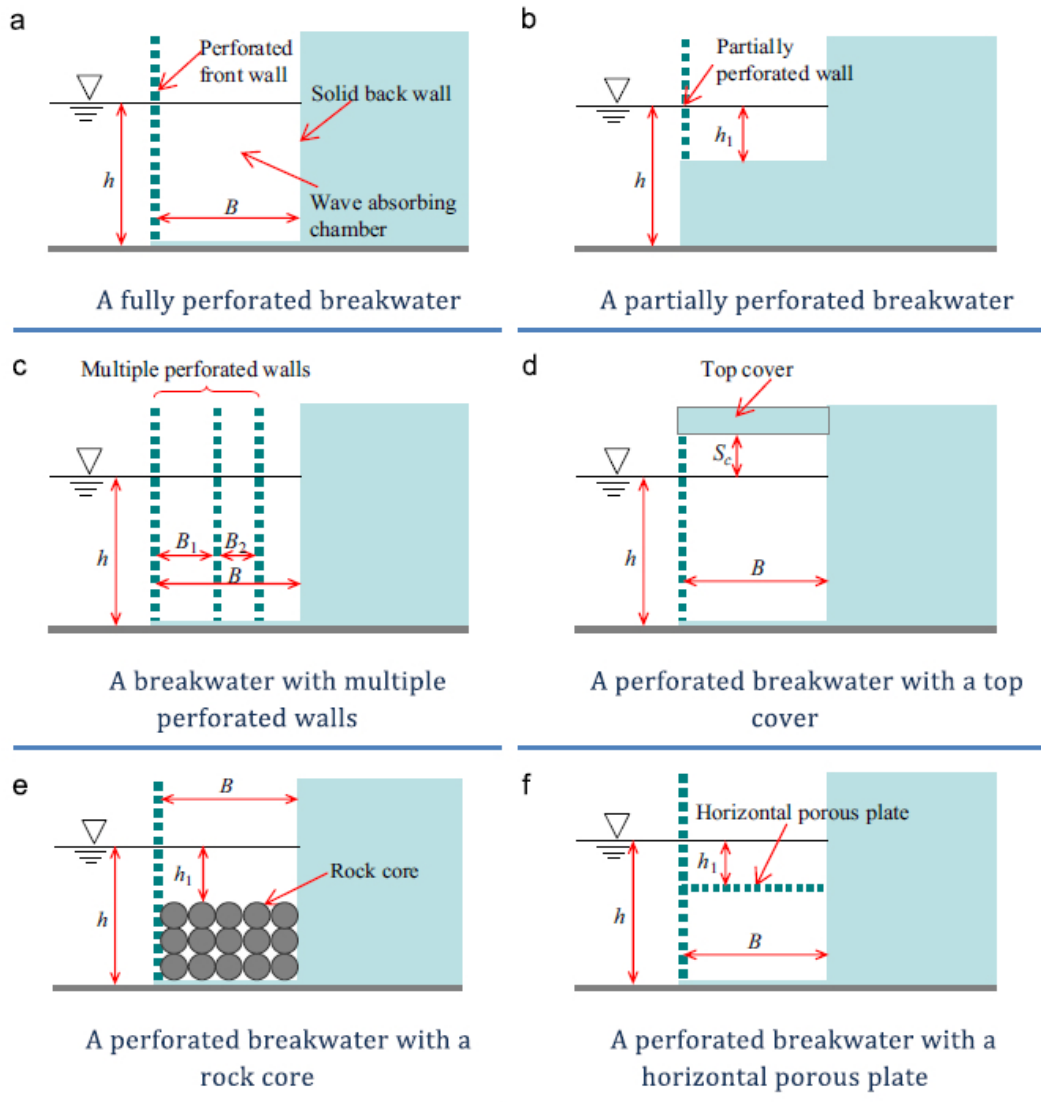 a
Perforated
front wall
Solid back wall
h
B
Wave absorbing
chamber
A fully perforated breakwater
b
Partially
perforated wall
h₁
h
A partially perforated breakwater
c
Multiple perforated walls
B₁
B₂
h
B
A breakwater with multiple
perforated walls
d
Top cover
S_c
h
B
A perforated breakwater with a top
cover
e
B
h₁
Rock core
h
A perforated breakwater with a
rock core
f
Horizontal porous plate
h₁
h
B
A perforated breakwater with a
horizontal porous plate